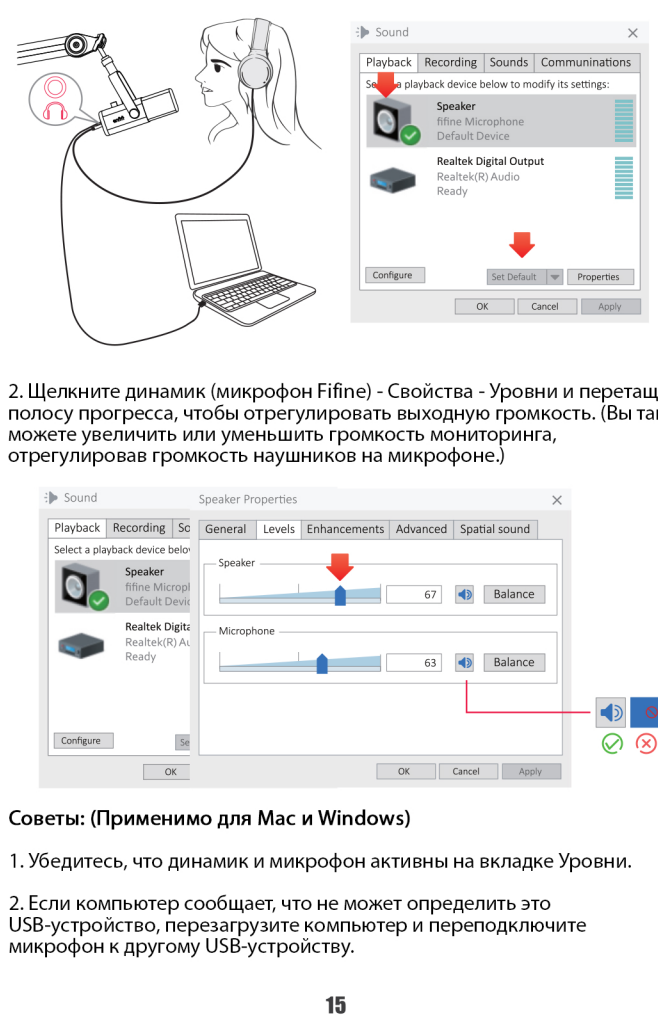 Sound
Playback Recording Sounds Communinations
a playback device below to modify its settings:
Speaker
fifine Microphone
Default Device
Realtek Digital Output
Realtek(R) Audio
Ready
Configure Set Default Properties
OK Cancel Apply
2. Щелкните динамик (микрофон Fifine) - Свойства - Уровни и перетащ
полосу прогресса, чтобы отрегулировать выходную громкость. (Вы так
можете увеличить или уменьшить громкость мониторинга,
отрегулировав громкость наушников на микрофоне.)
Sound
Playback Recording So
Select a playback device below
Speaker
fifine Microph
Default Devic
Realtek Digita
Realtek(R) Au
Ready
Configure Se
OK
Speaker Properties
General Levels Enhancements Advanced Spatial sound
Speaker
67 Balance
Microphone
63 Balance
OK Cancel Apply
Советы: (Применимо для Mac и Windows)
1. Убедитесь, что динамик и микрофон активны на вкладке Уровни.
2. Если компьютер сообщает, что не может определить это
USB-устройство, перезагрузите компьютер и переподключите
микрофон к другому USB-устройству.
15